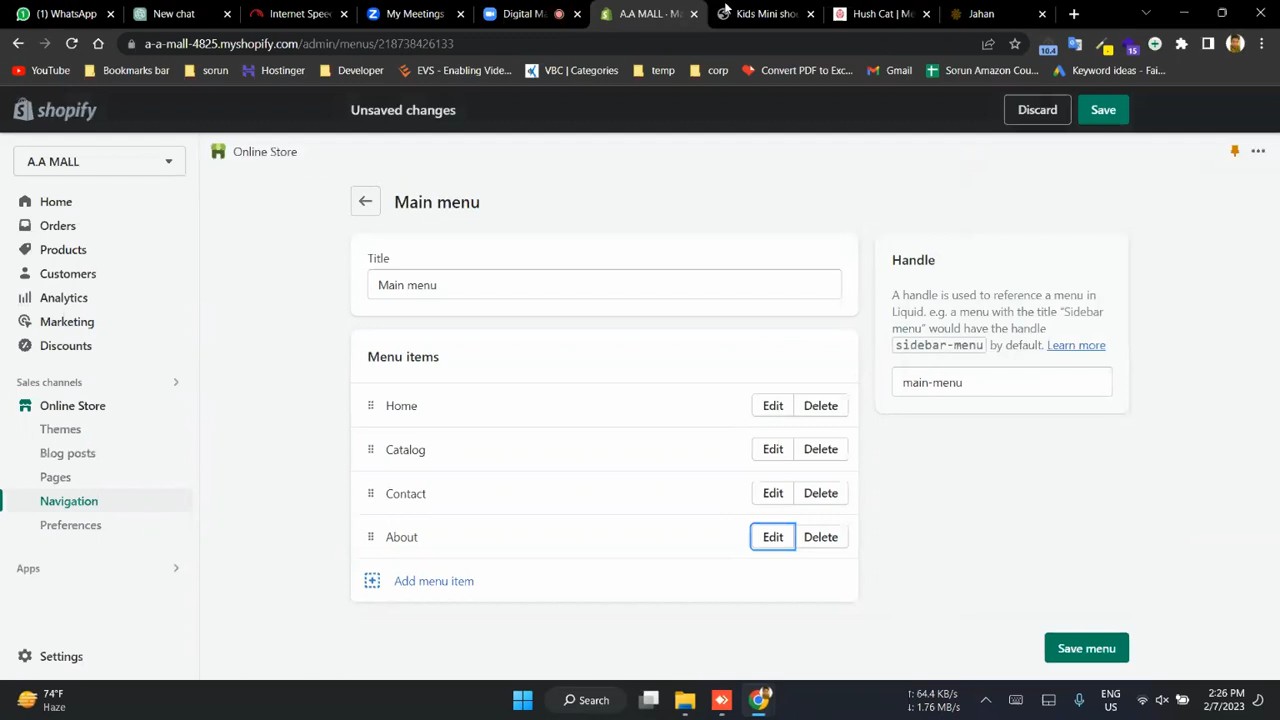 WhatsApp
New chat
Internet Spee
My Meetings
Digital M
A.A MALL · M
Kids Mini sho
Hush Cat | M
Jahan
a-a-mall-4825.myshopify.com/admin/menus/218738426133
10.4
15
YouTube
Bookmarks bar
sorun
Hostinger
Developer
EVS - Enabling Vide...
VBC | Categories
temp
corp
Convert PDF to Exc...
Gmail
Sorun Amazon Cou...
Keyword ideas - Fai...
shopify
Unsaved changes
Discard
Save
A.A MALL
Online Store
Home
Orders
Products
Customers
Analytics
Marketing
Discounts
Sales channels
Online Store
Themes
Blog posts
Pages
Navigation
Preferences
Apps
Settings
Main menu
Title
Main menu
Menu items
Home
Edit
Delete
Catalog
Edit
Delete
Contact
Edit
Delete
About
Edit
Delete
Add menu item
Handle
A handle is used to reference a menu in
Liquid. e.g. a menu with the title “Sidebar
menu” would have the handle
sidebar-menu by default. Learn more
main-menu
Save menu
74°F
Haze
Search
↑: 64.4 KB/s
↓: 1.76 MB/s
ENG
US
2:26 PM
2/7/2023